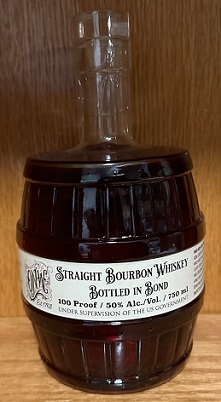 Extra
STRAIGHT BOURBON WHISKEY
BOTTLED IN BOND
100 Proof / 50% Alc./Vol. / 750 ml
UNDER SUPERVISION OF THE US GOVERNMENT